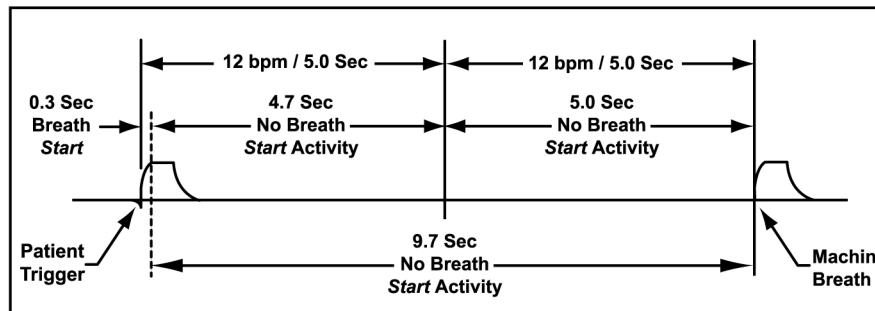 12 bpm / 5.0 Sec
12 bpm / 5.0 Sec
0.3 Sec
Breath
Start
4.7 Sec
No Breath
Start Activity
5.0 Sec
No Breath
Start Activity
Patient
Trigger
9.7 Sec
No Breath
Start Activity
Machin
Breath